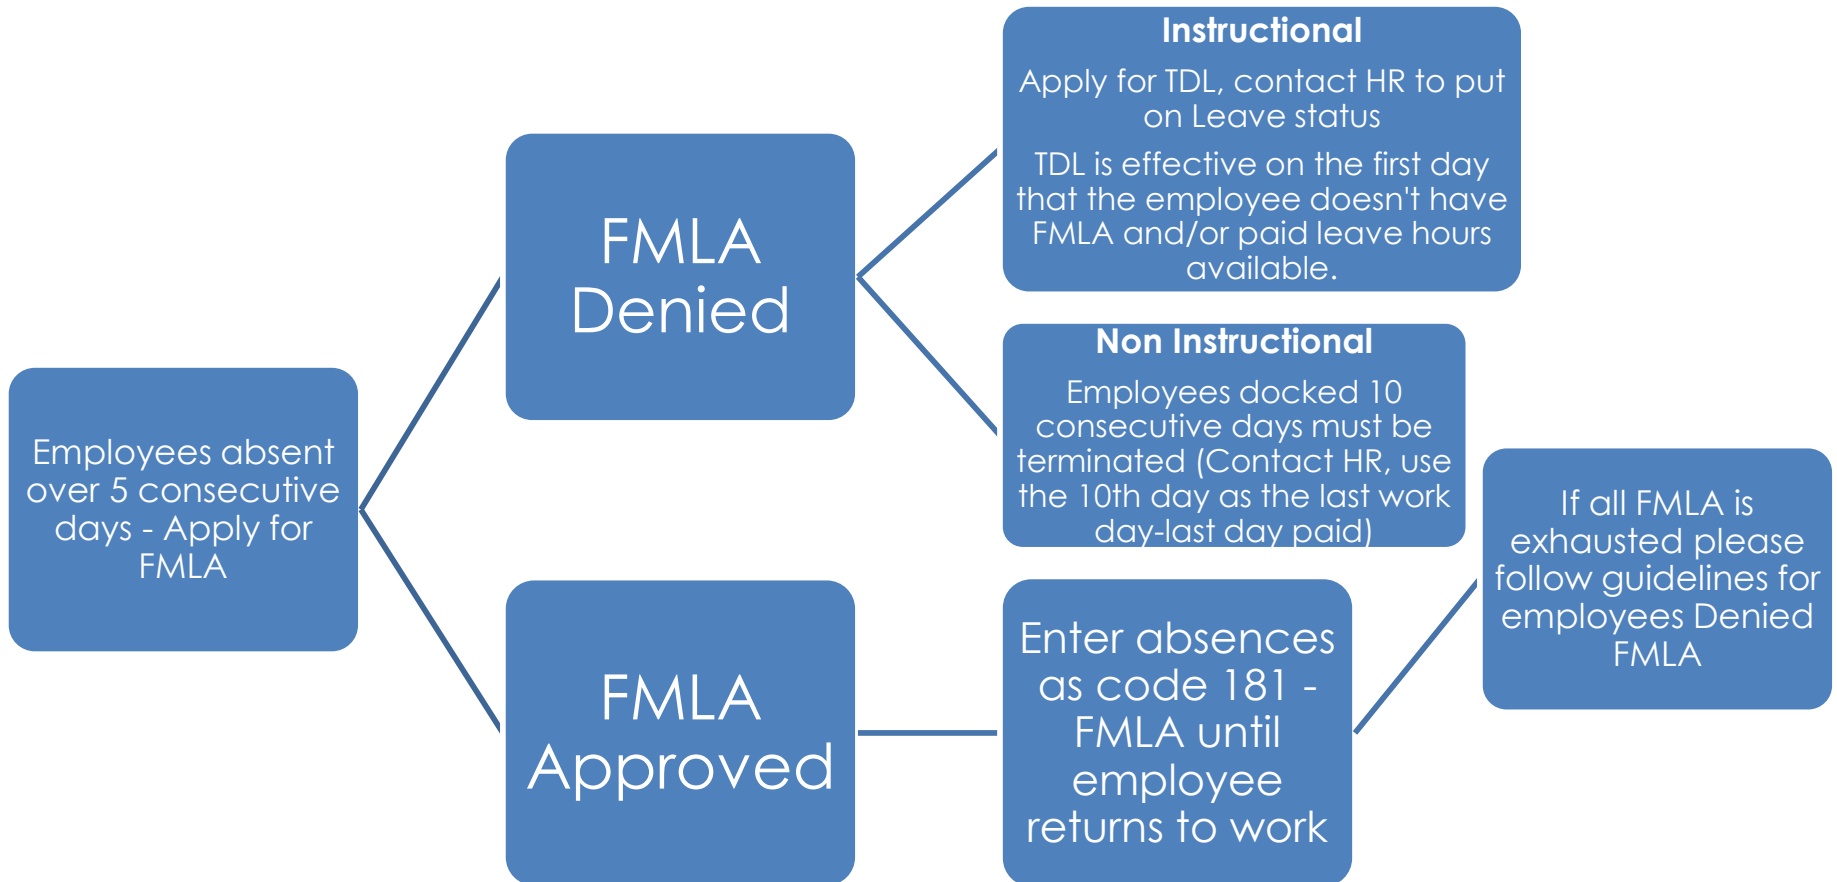 Employees absent
over 5 consecutive
days - Apply for
FMLA
FMLA
Denied
Instructional
Apply for TDL, contact HR to put
on Leave status
TDL is effective on the first day
that the employee doesn't have
FMLA and/or paid leave hours
available.
Non Instructional
Employees docked 10
consecutive days must be
terminated (Contact HR, use
the 10th day as the last work
day-last day paid)
FMLA
Approved
Enter absences
as code 181 -
FMLA until
employee
returns to work
If all FMLA is
exhausted please
follow guidelines for
employees Denied
FMLA